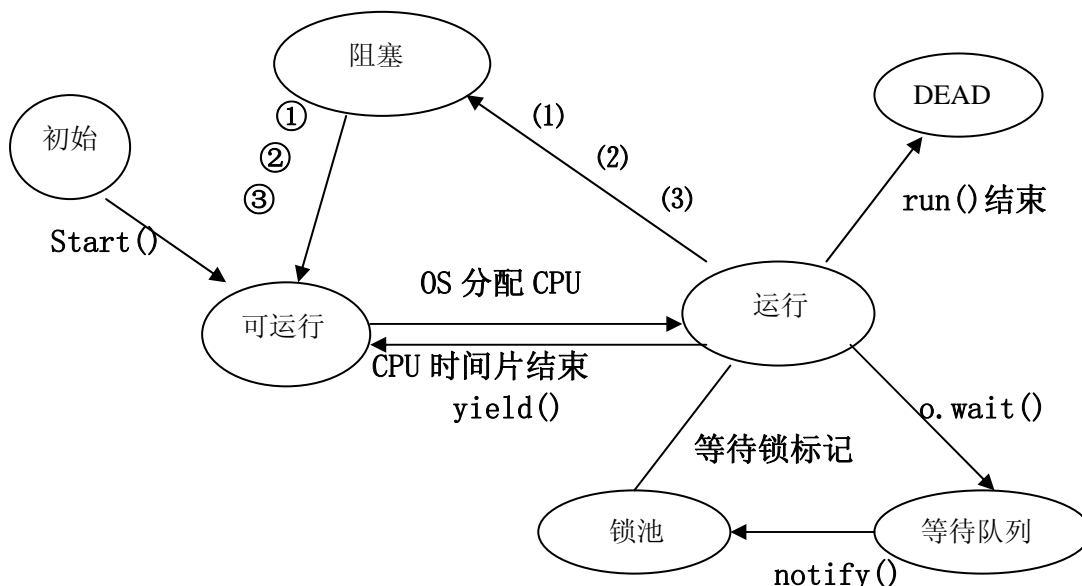 阻塞
DEAD
初始
①
②
③
(1)
(2)
(3)
run()结束
Start()
OS 分配 CPU
运行
可运行
CPU 时间片结束
yield()
o.wait()
等待锁标记
锁池
等待队列
notify()